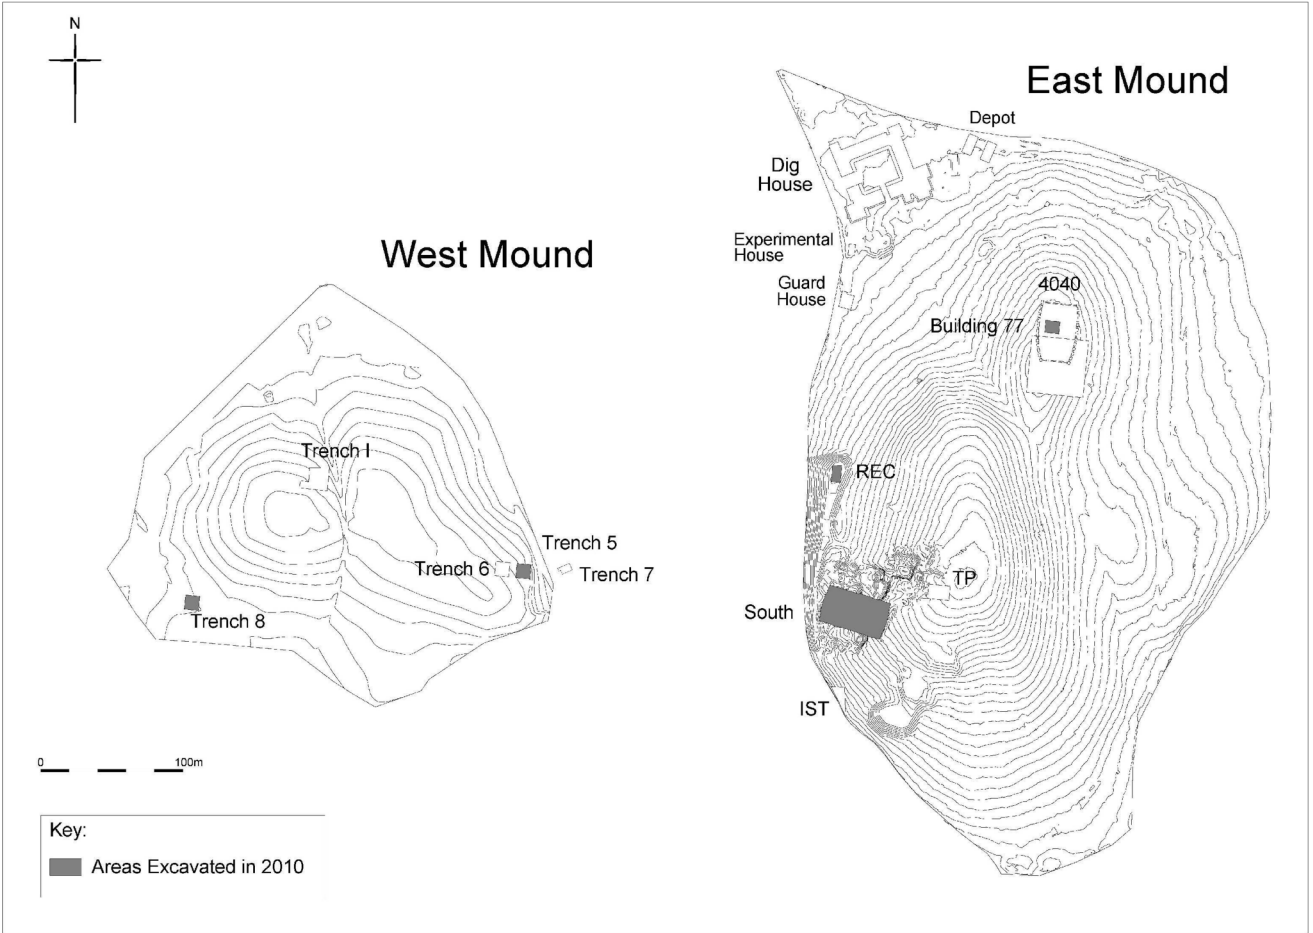 N
East Mound
Depot
Dig
House
West Mound
Experimental
House
Guard
House
4040
Building 77
Trench I
REC
Trench 5
Trench 6
Trench 7
TP
Trench 8
South
IST
0
100m
Key:
Areas Excavated in 2010